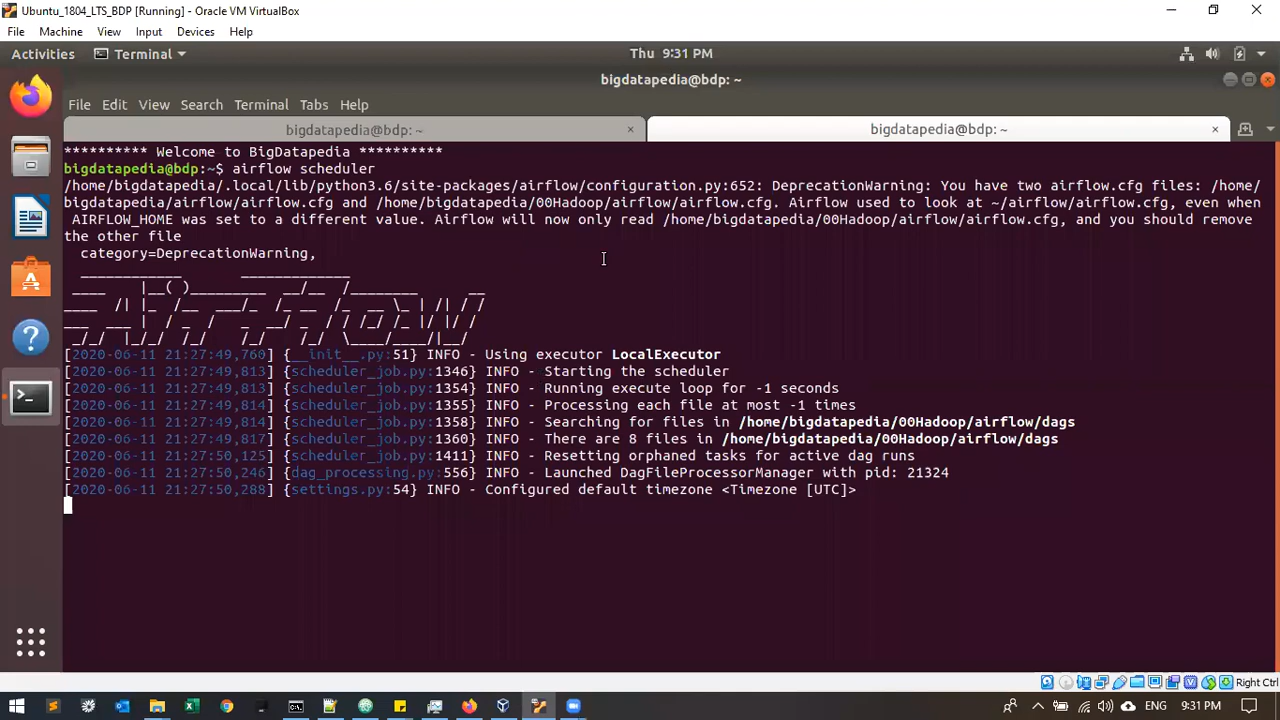 Ubuntu_1804_LTS_BDP [Running] - Oracle VM VirtualBox
File Machine View Input Devices Help
Activities Terminal Thu 9:31 PM
bigdatapedia@bdp: ~
File Edit View Search Terminal Tabs Help
bigdatapedia@bdp: ~ × bigdatapedia@bdp: ~ ×
********** Welcome to BigDatapedia **********
bigdatapedia@bdp:~$ airflow scheduler
/home/bigdatapedia/.local/lib/python3.6/site-packages/airflow/configuration.py:652: DeprecationWarning: You have two airflow.cfg files: /home/
bigdatapedia/airflow/airflow.cfg and /home/bigdatapedia/00Hadoop/airflow/airflow.cfg. Airflow used to look at ~/airflow/airflow.cfg, even when
AIRFLOW_HOME was set to a different value. Airflow will now only read /home/bigdatapedia/00Hadoop/airflow/airflow.cfg, and you should remove
the other file
category=DeprecationWarning,
Airflow
[2020-06-11 21:27:49,760] {__init__.py:51} INFO - Using executor LocalExecutor
[2020-06-11 21:27:49,813] {scheduler_job.py:1346} INFO - Starting the scheduler
[2020-06-11 21:27:49,813] {scheduler_job.py:1354} INFO - Running execute loop for -1 seconds
[2020-06-11 21:27:49,814] {scheduler_job.py:1355} INFO - Processing each file at most -1 times
[2020-06-11 21:27:49,814] {scheduler_job.py:1358} INFO - Searching for files in /home/bigdatapedia/00Hadoop/airflow/dags
[2020-06-11 21:27:49,817] {scheduler_job.py:1360} INFO - There are 8 files in /home/bigdatapedia/00Hadoop/airflow/dags
[2020-06-11 21:27:50,125] {scheduler_job.py:1411} INFO - Resetting orphaned tasks for active dag runs
[2020-06-11 21:27:50,246] {dag_processing.py:556} INFO - Launched DagFileProcessorManager with pid: 21324
[2020-06-11 21:27:50,288] {settings.py:54} INFO - Configured default timezone <Timezone [UTC]>
Right Ctrl
ENG 9:31 PM